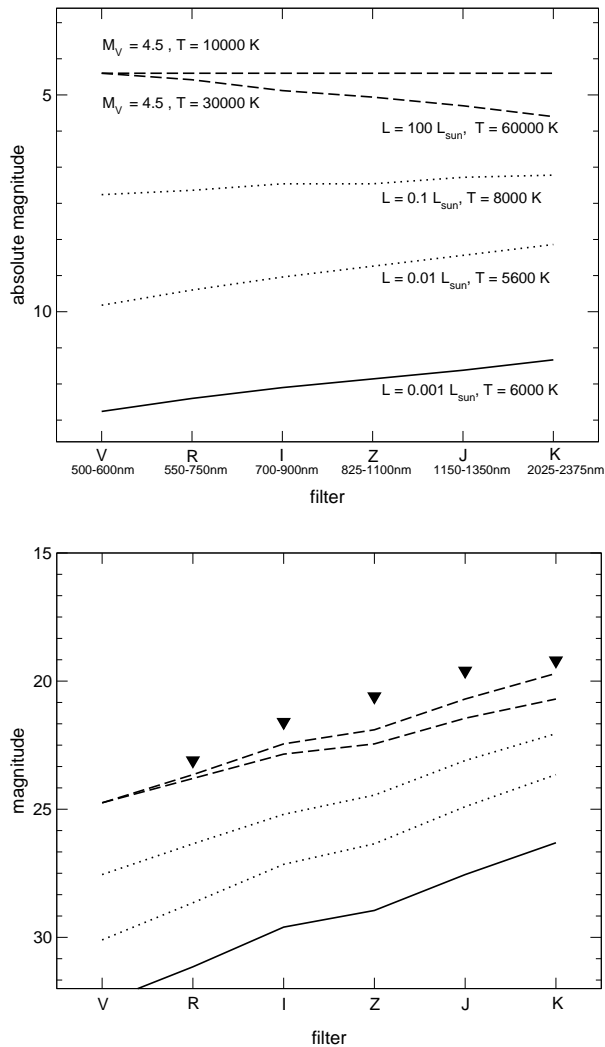 M_V = 4.5 , T = 10000 K
5
M_V = 4.5 , T = 30000 K
L = 100 L_sun, T = 60000 K
L = 0.1 L_sun, T = 8000 K
absolute magnitude
L = 0.01 L_sun, T = 5600 K
10
L = 0.001 L_sun, T = 6000 K
V R I Z J K
500-600nm 550-750nm 700-900nm 825-1100nm 1150-1350nm 2025-2375nm
filter
15
20
magnitude
25
30
V R I Z J K
filter